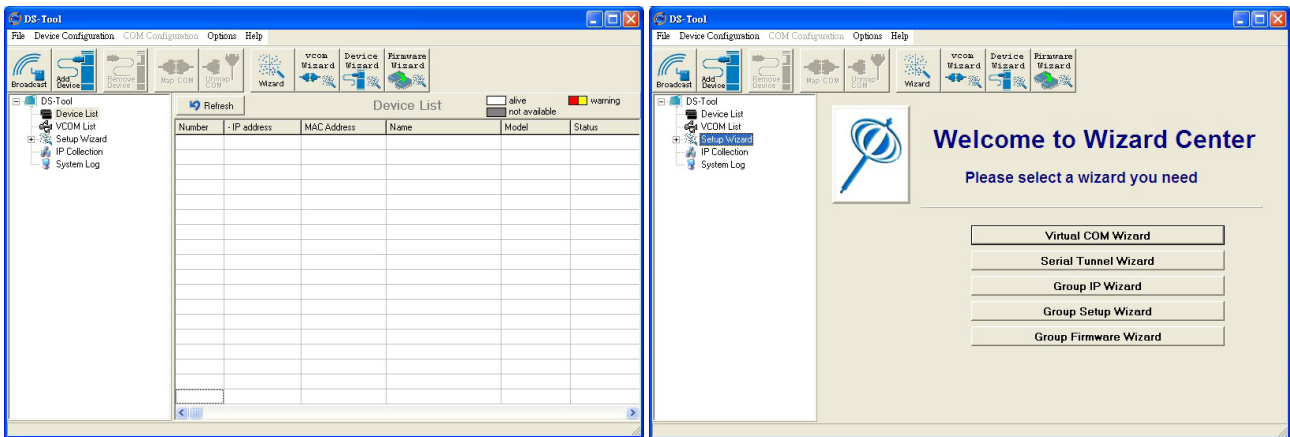 DS-Tool
File Device Configuration COM Configuration Options Help
Broadcast Add Device Remove Device Map COM Unmap COM Wizard vcom Wizard Device Wizard Firmware Wizard
DS-Tool
Device List
VCOM List
Setup Wizard
IP Collection
System Log
Refresh Device List alive warning
not available
Number - IP address MAC Address Name Model Status
DS-Tool
File Device Configuration COM Configuration Options Help
Broadcast Add Device Remove Device Map COM Unmap COM Wizard vcom Wizard Device Wizard Firmware Wizard
DS-Tool
Device List
VCOM List
Setup Wizard
IP Collection
System Log
Welcome to Wizard Center
Please select a wizard you need
Virtual COM Wizard
Serial Tunnel Wizard
Group IP Wizard
Group Setup Wizard
Group Firmware Wizard